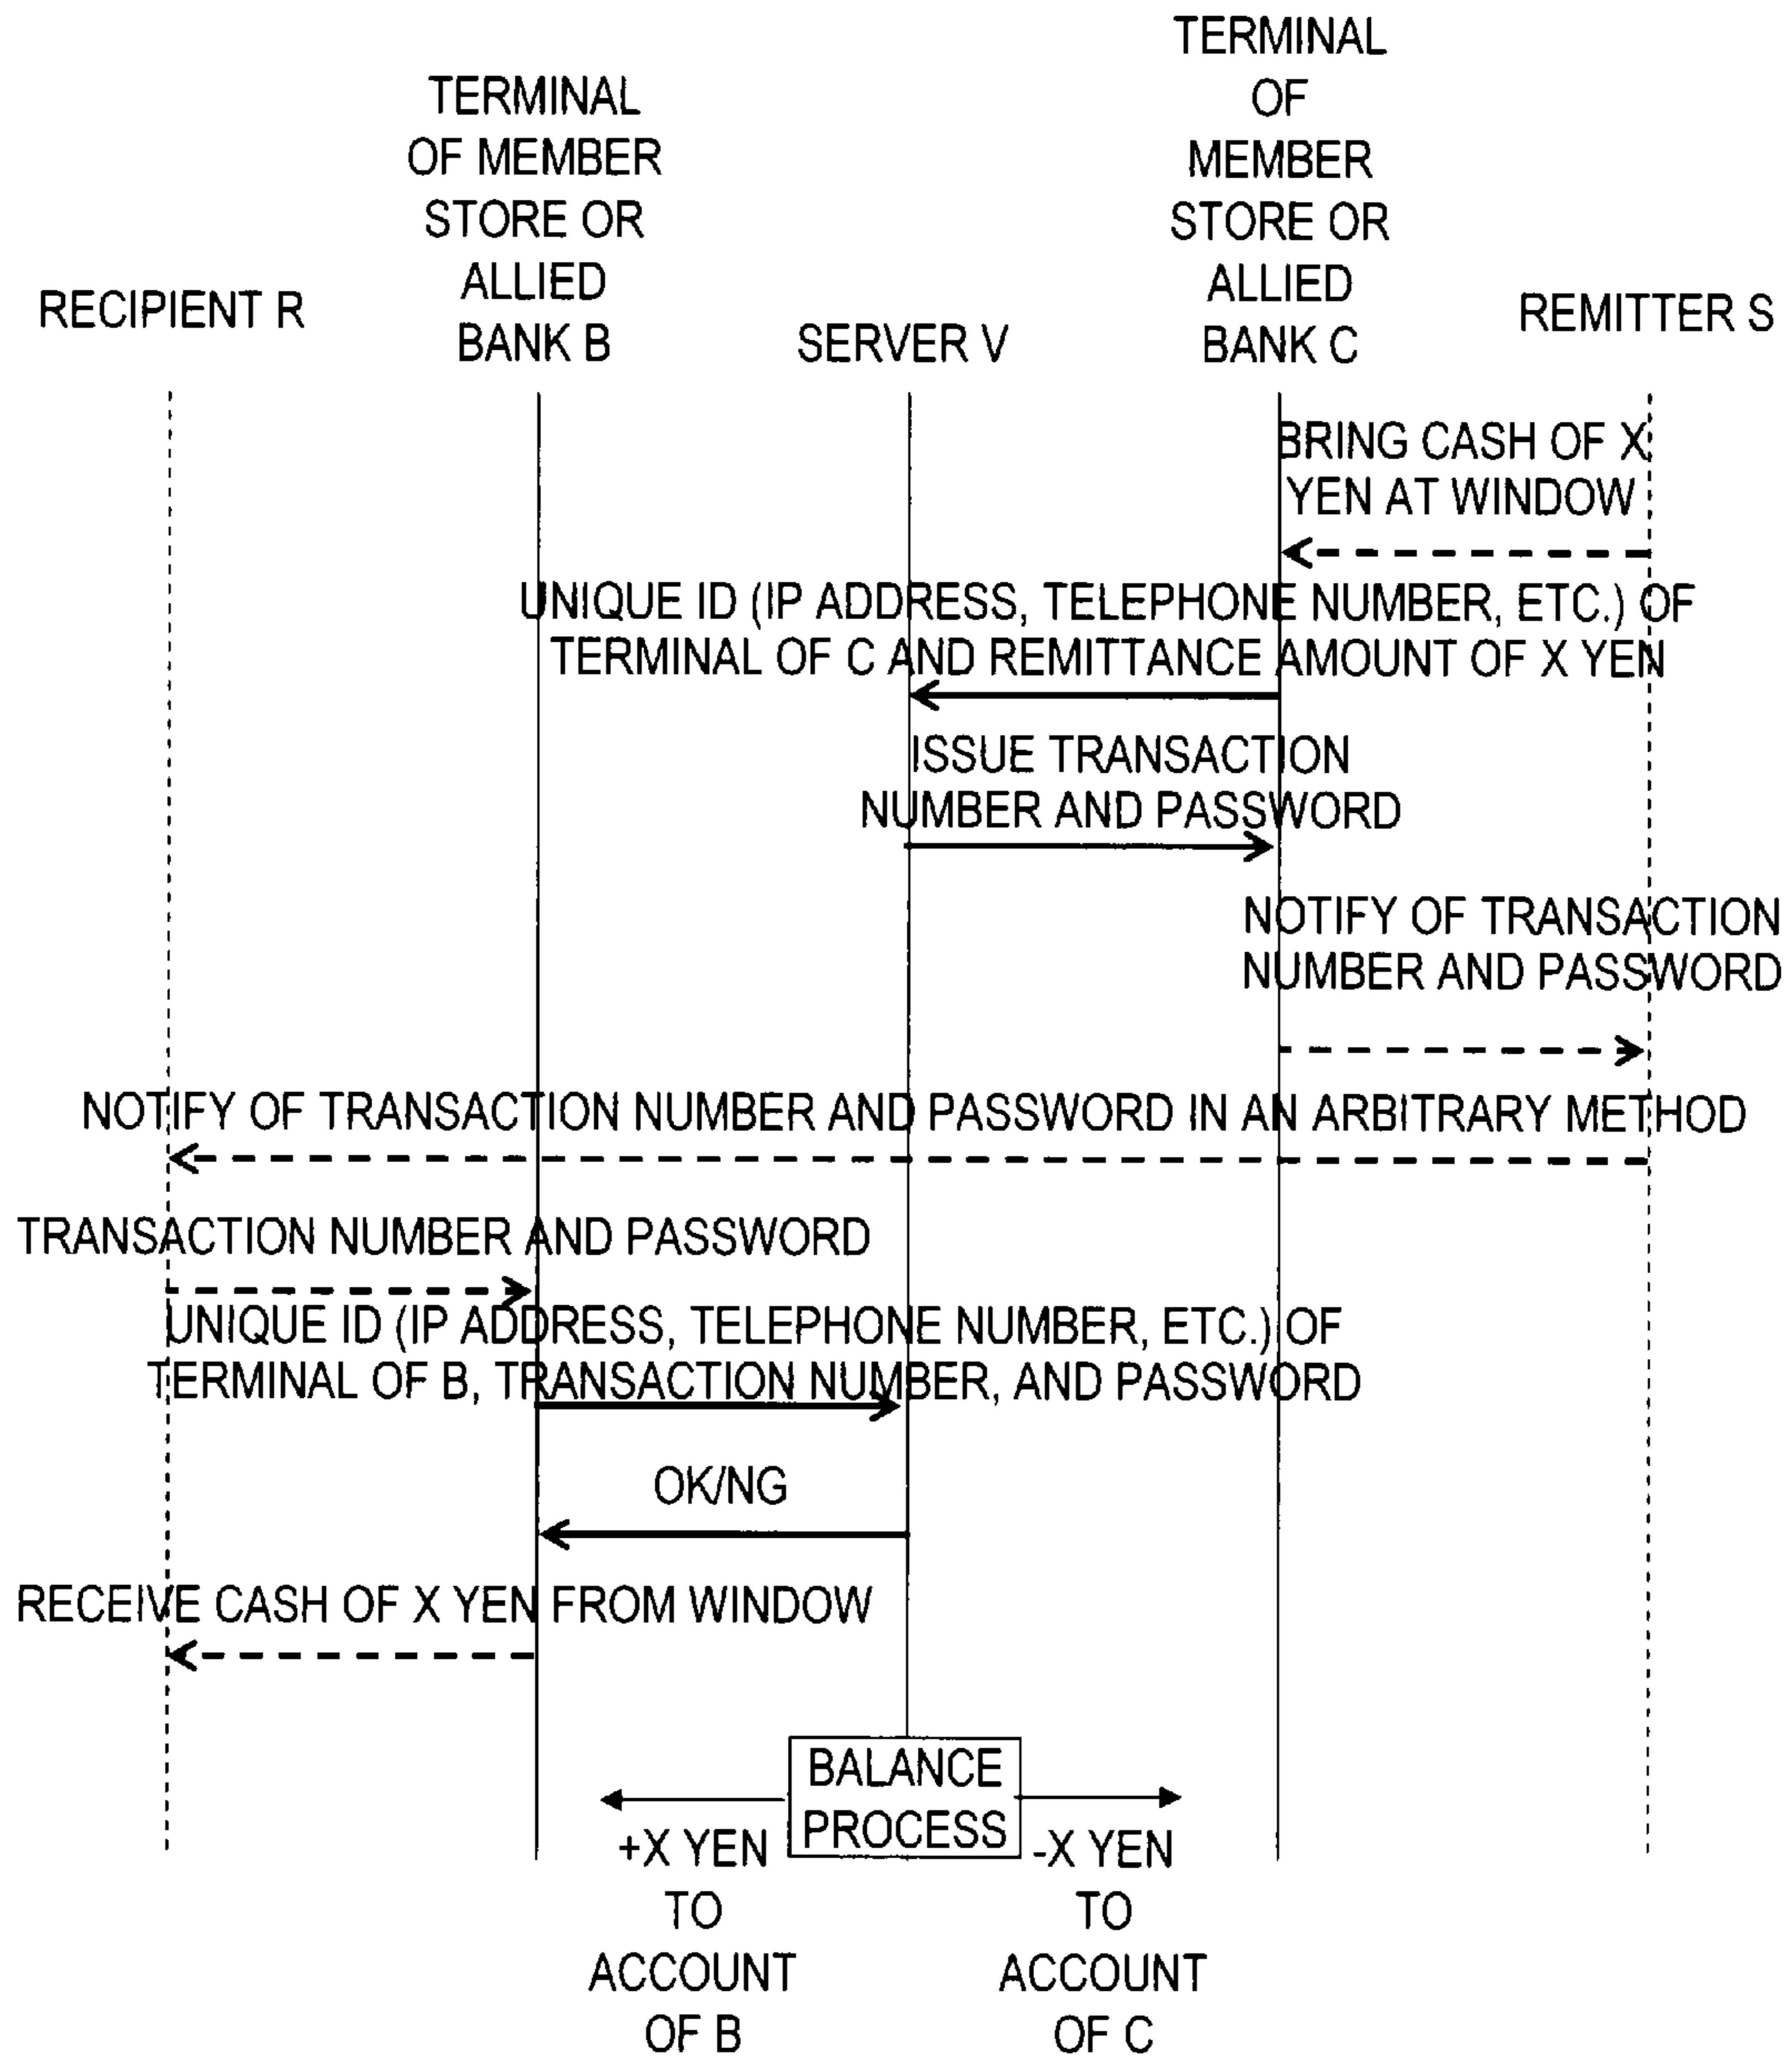 TERMINAL
OF
MEMBER
STORE OR
ALLIED
BANK C
TERMINAL
OF MEMBER
STORE OR
ALLIED
BANK B
RECIPIENT R
SERVER V
REMITTER S
BRING CASH OF X
YEN AT WINDOW
UNIQUE ID (IP ADDRESS, TELEPHONE NUMBER, ETC.) OF
TERMINAL OF C AND REMITTANCE AMOUNT OF X YEN
ISSUE TRANSACTION
NUMBER AND PASSWORD
NOTIFY OF TRANSACTION
NUMBER AND PASSWORD
NOTIFY OF TRANSACTION NUMBER AND PASSWORD IN AN ARBITRARY METHOD
TRANSACTION NUMBER AND PASSWORD
UNIQUE ID (IP ADDRESS, TELEPHONE NUMBER, ETC.) OF
TERMINAL OF B, TRANSACTION NUMBER, AND PASSWORD
OK/NG
RECEIVE CASH OF X YEN FROM WINDOW
BALANCE
PROCESS
+X YEN
TO
ACCOUNT
OF B
-X YEN
TO
ACCOUNT
OF C